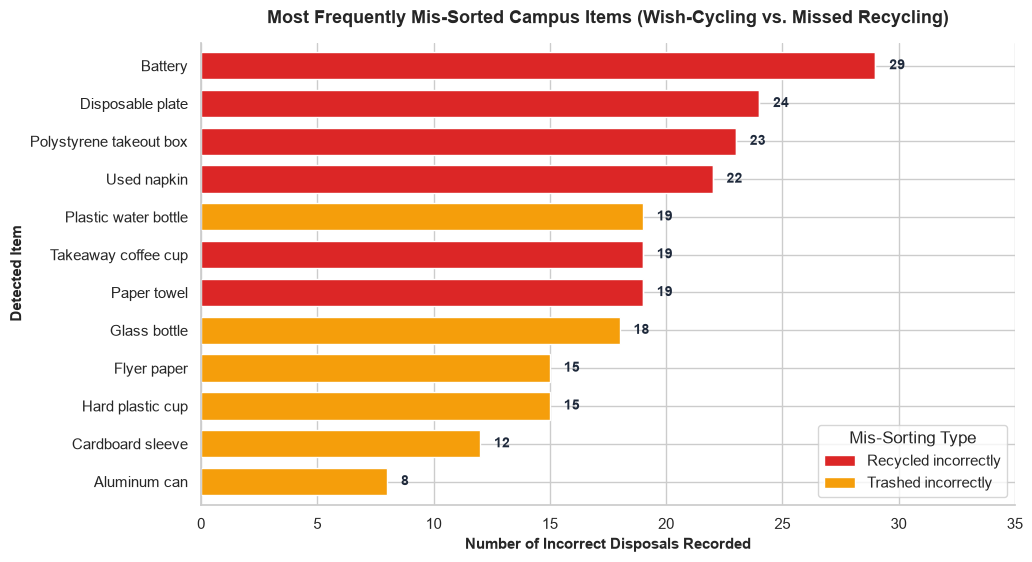 Most Frequently Mis-Sorted Campus Items (Wish-Cycling vs. Missed Recycling)
Detected Item
Battery 29
Disposable plate 24
Polystyrene takeout box 23
Used napkin 22
Plastic water bottle 19
Takeaway coffee cup 19
Paper towel 19
Glass bottle 18
Flyer paper 15
Hard plastic cup 15
Cardboard sleeve 12
Aluminum can 8
Mis-Sorting Type
Recycled incorrectly
Trashed incorrectly
0 5 10 15 20 25 30 35
Number of Incorrect Disposals Recorded